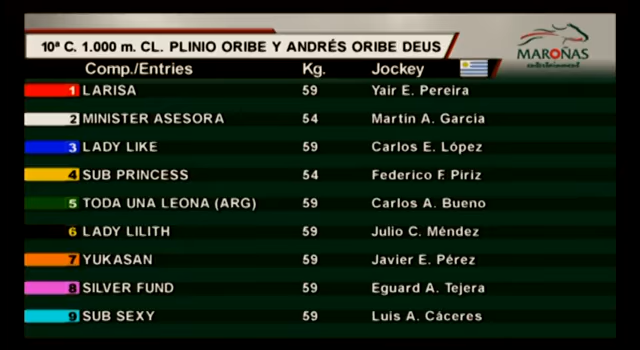 10ª C. 1.000 m. CL. PLINIO ORIBE Y ANDRÉS ORIBE DEUS
MAROÑAS
entertainment
Comp./Entries Kg. Jockey
1 LARISA 59 Yair E. Pereira
2 MINISTER ASESORA 54 Martín A. Garcia
3 LADY LIKE 59 Carlos E. López
4 SUB PRINCESS 54 Federico F. Piriz
5 TODA UNA LEONA (ARG) 59 Carlos A. Bueno
6 LADY LILITH 59 Julio C. Méndez
7 YUKASAN 59 Javier E. Pérez
8 SILVER FUND 59 Eguard A. Tejera
9 SUB SEXY 59 Luis A. Cáceres